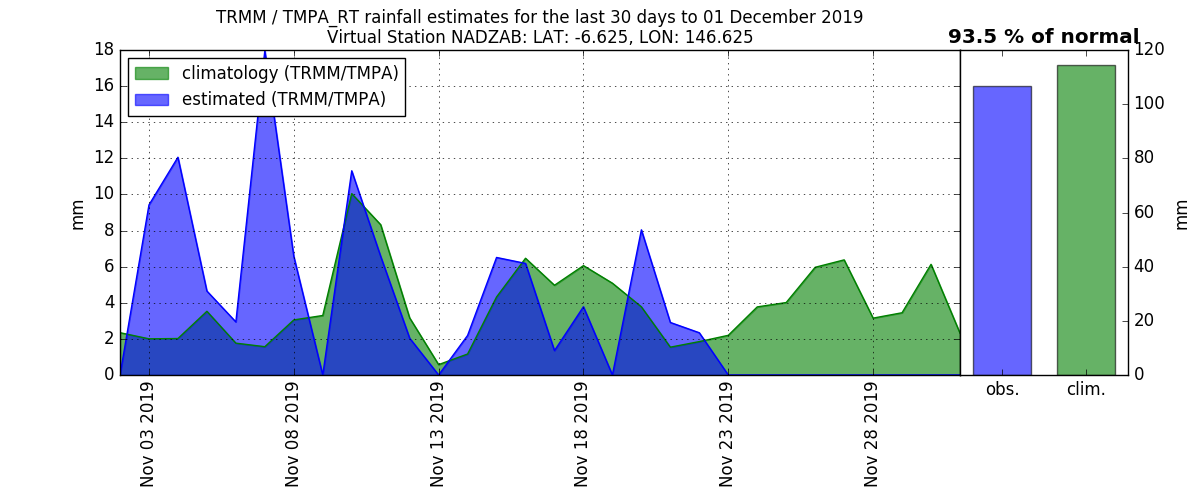 TRMM / TMPA_RT rainfall estimates for the last 30 days to 01 December 2019
Virtual Station NADZAB: LAT: -6.625, LON: 146.625
93.5 % of normal
climatology (TRMM/TMPA)
estimated (TRMM/TMPA)
18
16
14
12
10
8
6
4
2
0
mm
Nov 03 2019
Nov 08 2019
Nov 13 2019
Nov 18 2019
Nov 23 2019
Nov 28 2019
120
100
80
60
40
20
0
mm
obs.
clim.